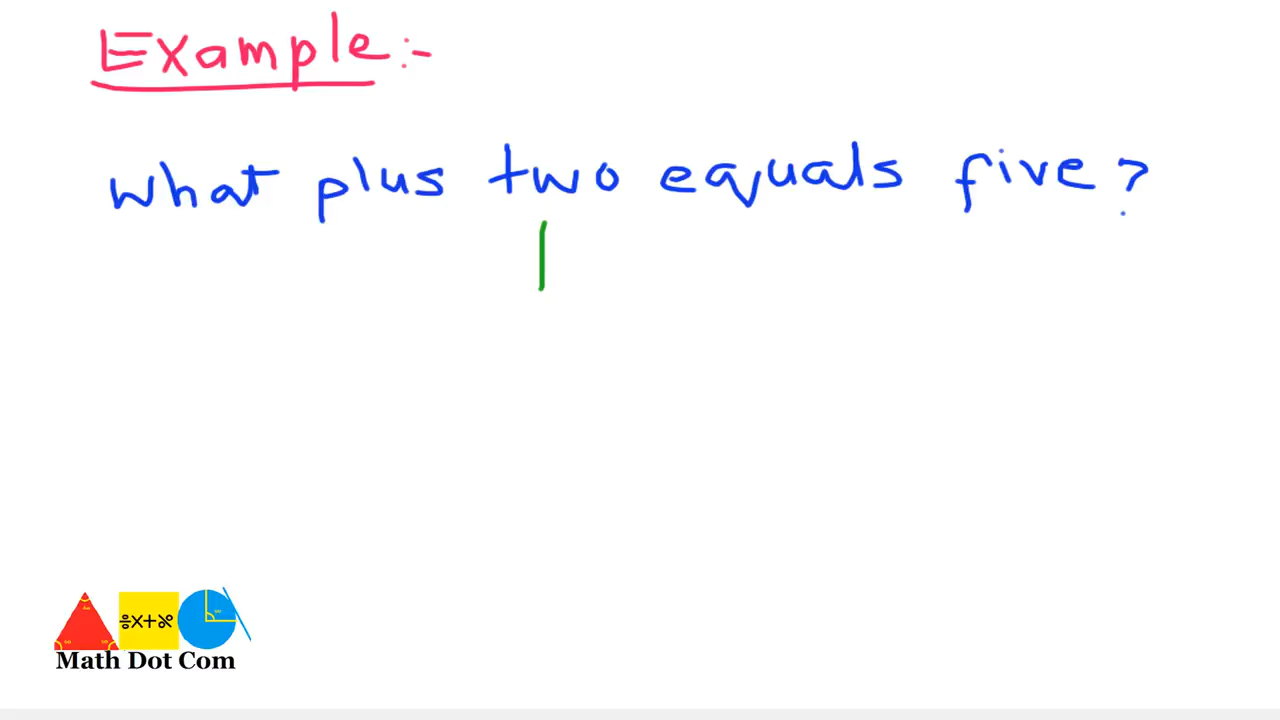 Example:-
what plus two equals five?
÷x+%
Math Dot Com